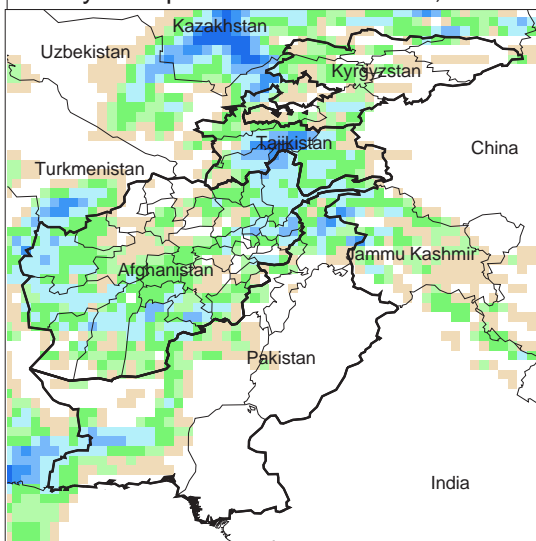 Kazakhstan
Uzbekistan
Kyrgyzstan
Tajikistan
China
Turkmenistan
Jammu Kashmir
Afghanistan
Pakistan
India